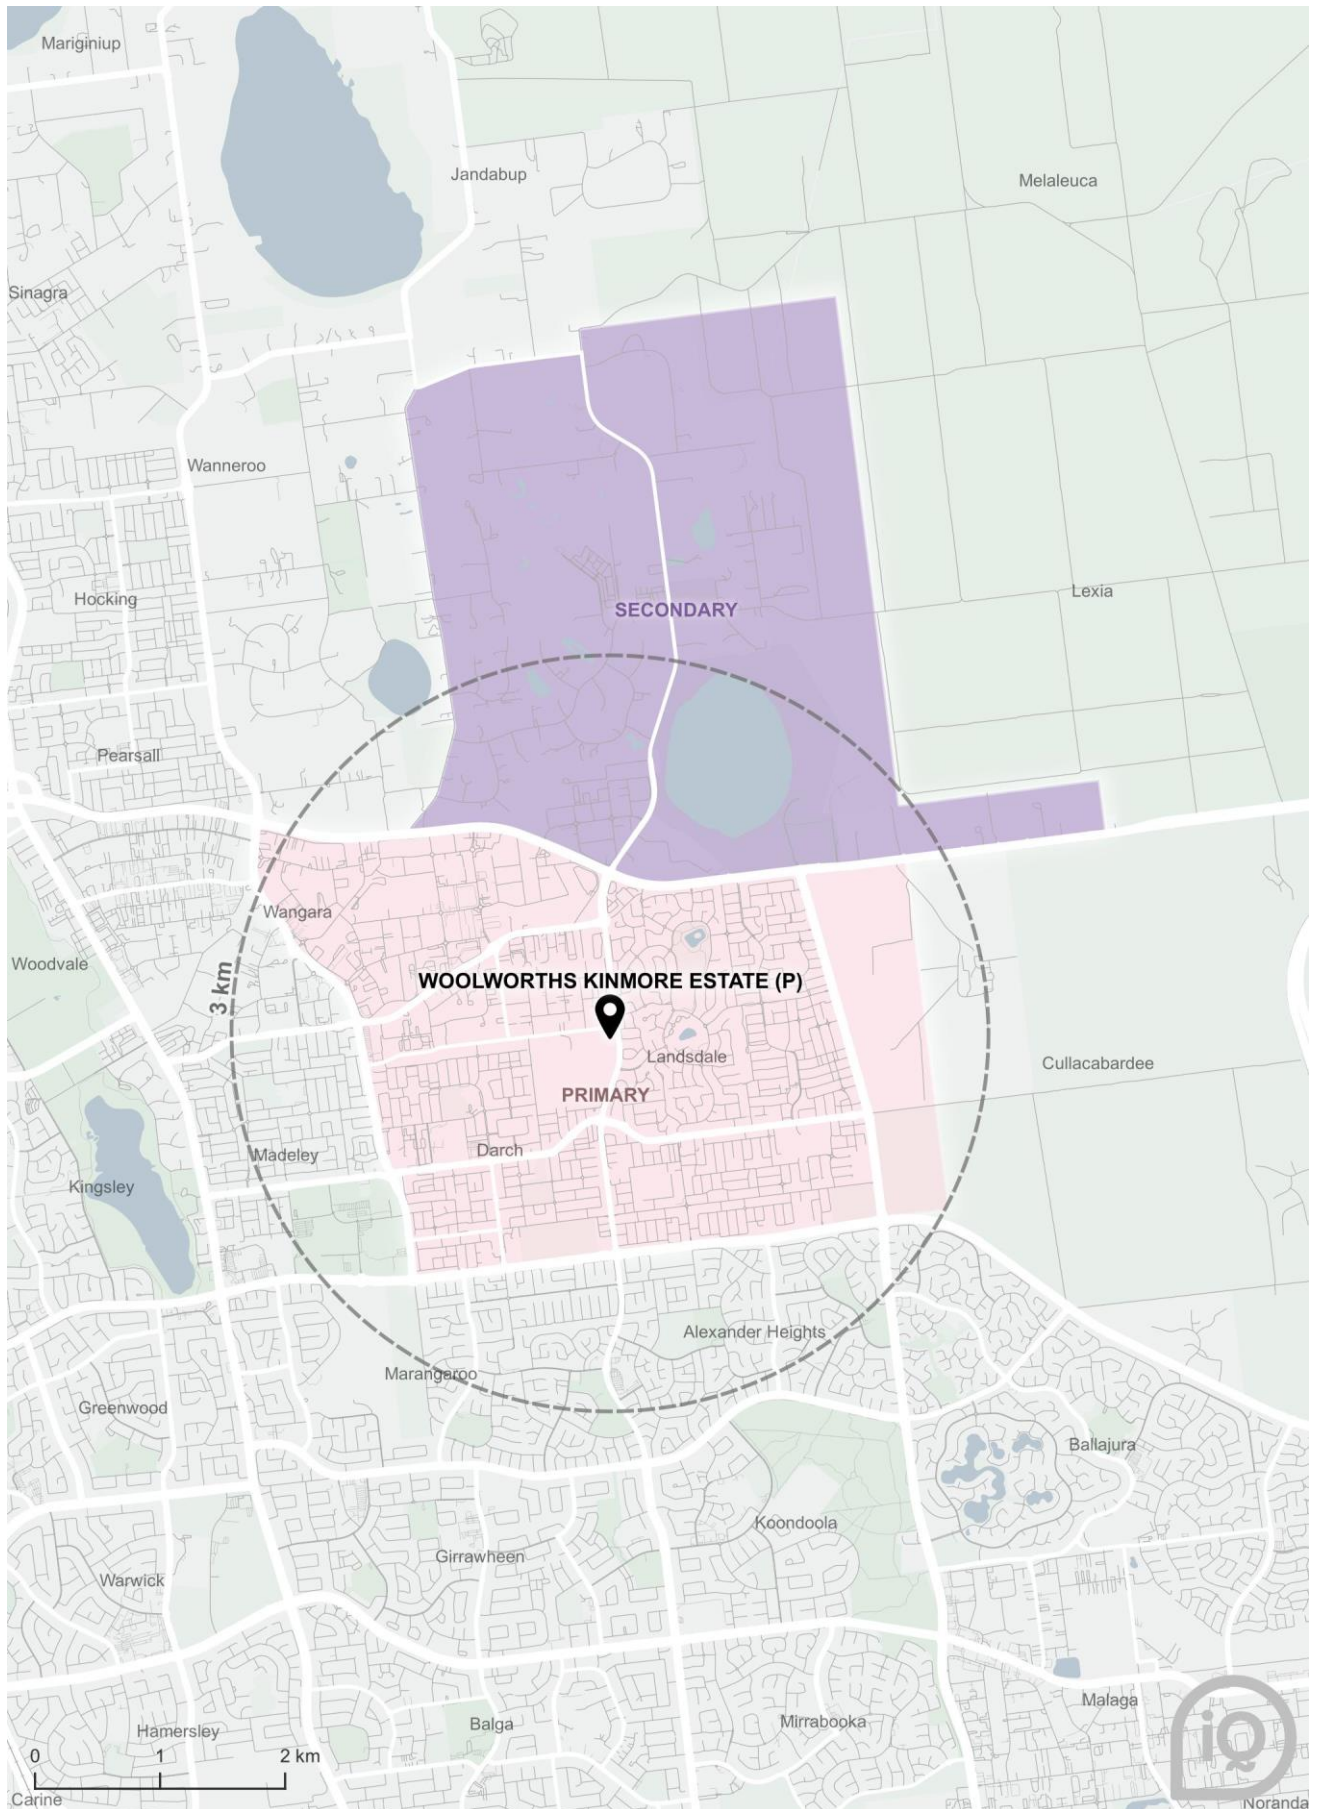 Mariginiup
Jandabup
Melaleuca
Sinagra
Wanneroo
Lexia
Hocking
SECONDARY
Pearsall
Wangara
Woodvale
3 km
WOOLWORTHS KINMORE ESTATE (P)
Landsdale
Cullacabardee
PRIMARY
Darch
Madeley
Kingsley
Alexander Heights
Marangaroo
Greenwood
Ballajura
Koondoola
Girrawheen
Warwick
Malaga
Mirrabooka
Balga
Hamersley
0 1 2 km
iQ
Carine
Noranda